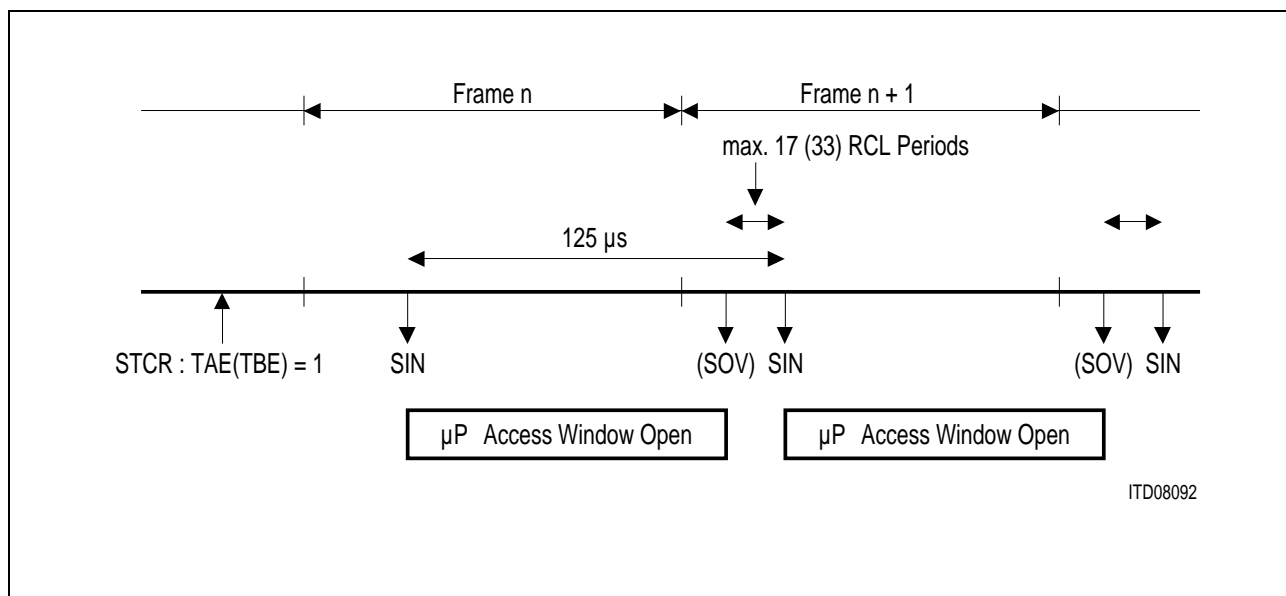 Frame n
Frame n + 1
max. 17 (33) RCL Periods
125 µs
STCR : TAE(TBE) = 1
SIN
(SOV) SIN
(SOV) SIN
µP Access Window Open
µP Access Window Open
ITD08092